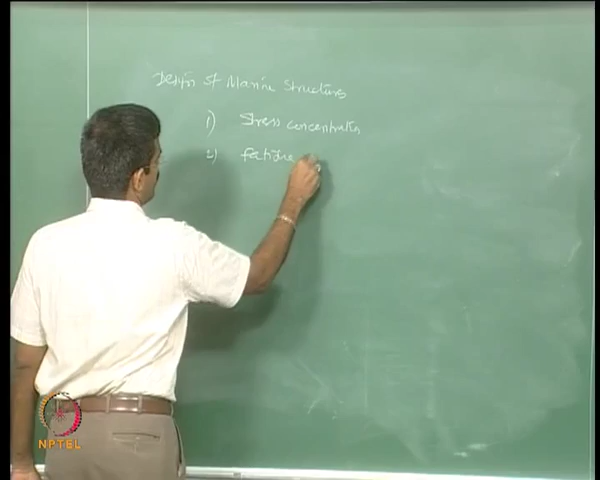 Design of Marine Structures
1) Stress concentration
2) Fatigue
NPTEL